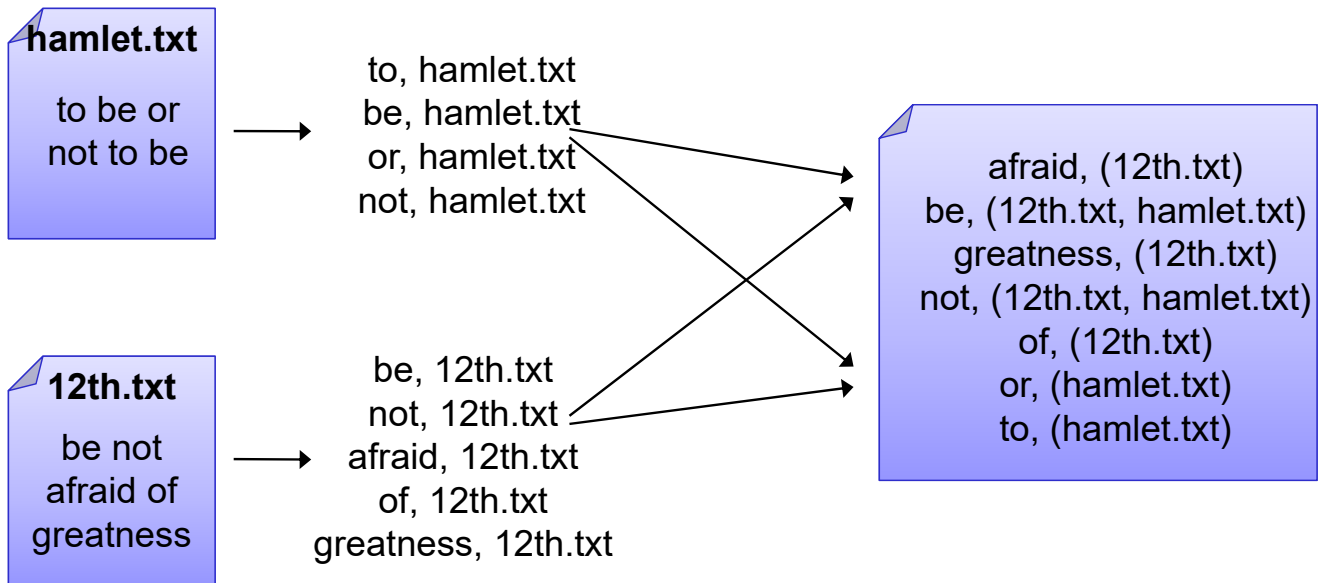 hamlet.txt
to be or
not to be
to, hamlet.txt
be, hamlet.txt
or, hamlet.txt
not, hamlet.txt
12th.txt
be not
afraid of
greatness
be, 12th.txt
not, 12th.txt
afraid, 12th.txt
of, 12th.txt
greatness, 12th.txt
afraid, (12th.txt)
be, (12th.txt, hamlet.txt)
greatness, (12th.txt)
not, (12th.txt, hamlet.txt)
of, (12th.txt)
or, (hamlet.txt)
to, (hamlet.txt)